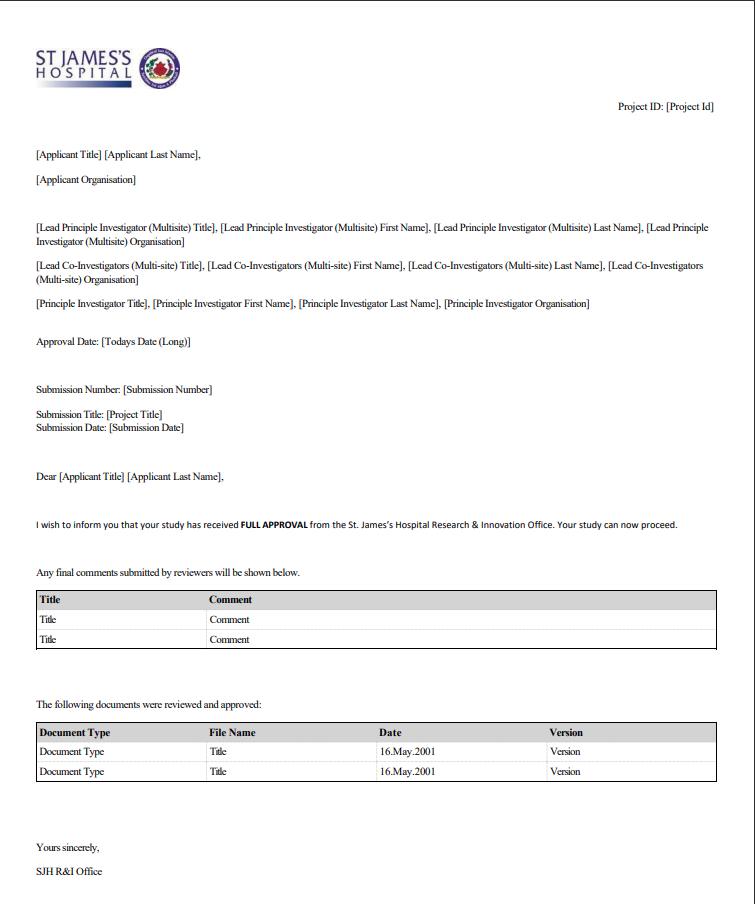 ST JAMES'S
HOSPITAL
Project ID: [Project Id]
[Applicant Title] [Applicant Last Name],
[Applicant Organisation]
[Lead Principle Investigator (Multisite) Title], [Lead Principle Investigator (Multisite) First Name], [Lead Principle Investigator (Multisite) Last Name], [Lead Principle
Investigator (Multisite) Organisation]
[Lead Co-Investigators (Multi-site) Title], [Lead Co-Investigators (Multi-site) First Name], [Lead Co-Investigators (Multi-site) Last Name], [Lead Co-Investigators
(Multi-site) Organisation]
[Principle Investigator Title], [Principle Investigator First Name], [Principle Investigator Last Name], [Principle Investigator Organisation]
Approval Date: [Todays Date (Long)]
Submission Number: [Submission Number]
Submission Title: [Project Title]
Submission Date: [Submission Date]
Dear [Applicant Title] [Applicant Last Name],
I wish to inform you that your study has received FULL APPROVAL from the St. James's Hospital Research & Innovation Office. Your study can now proceed.
Any final comments submitted by reviewers will be shown below.
Title Comment
Title Comment
Title Comment
The following documents were reviewed and approved:
Document Type File Name Date Version
Document Type Title 16.May.2001 Version
Document Type Title 16.May.2001 Version
Yours sincerely,
SJH R&I Office